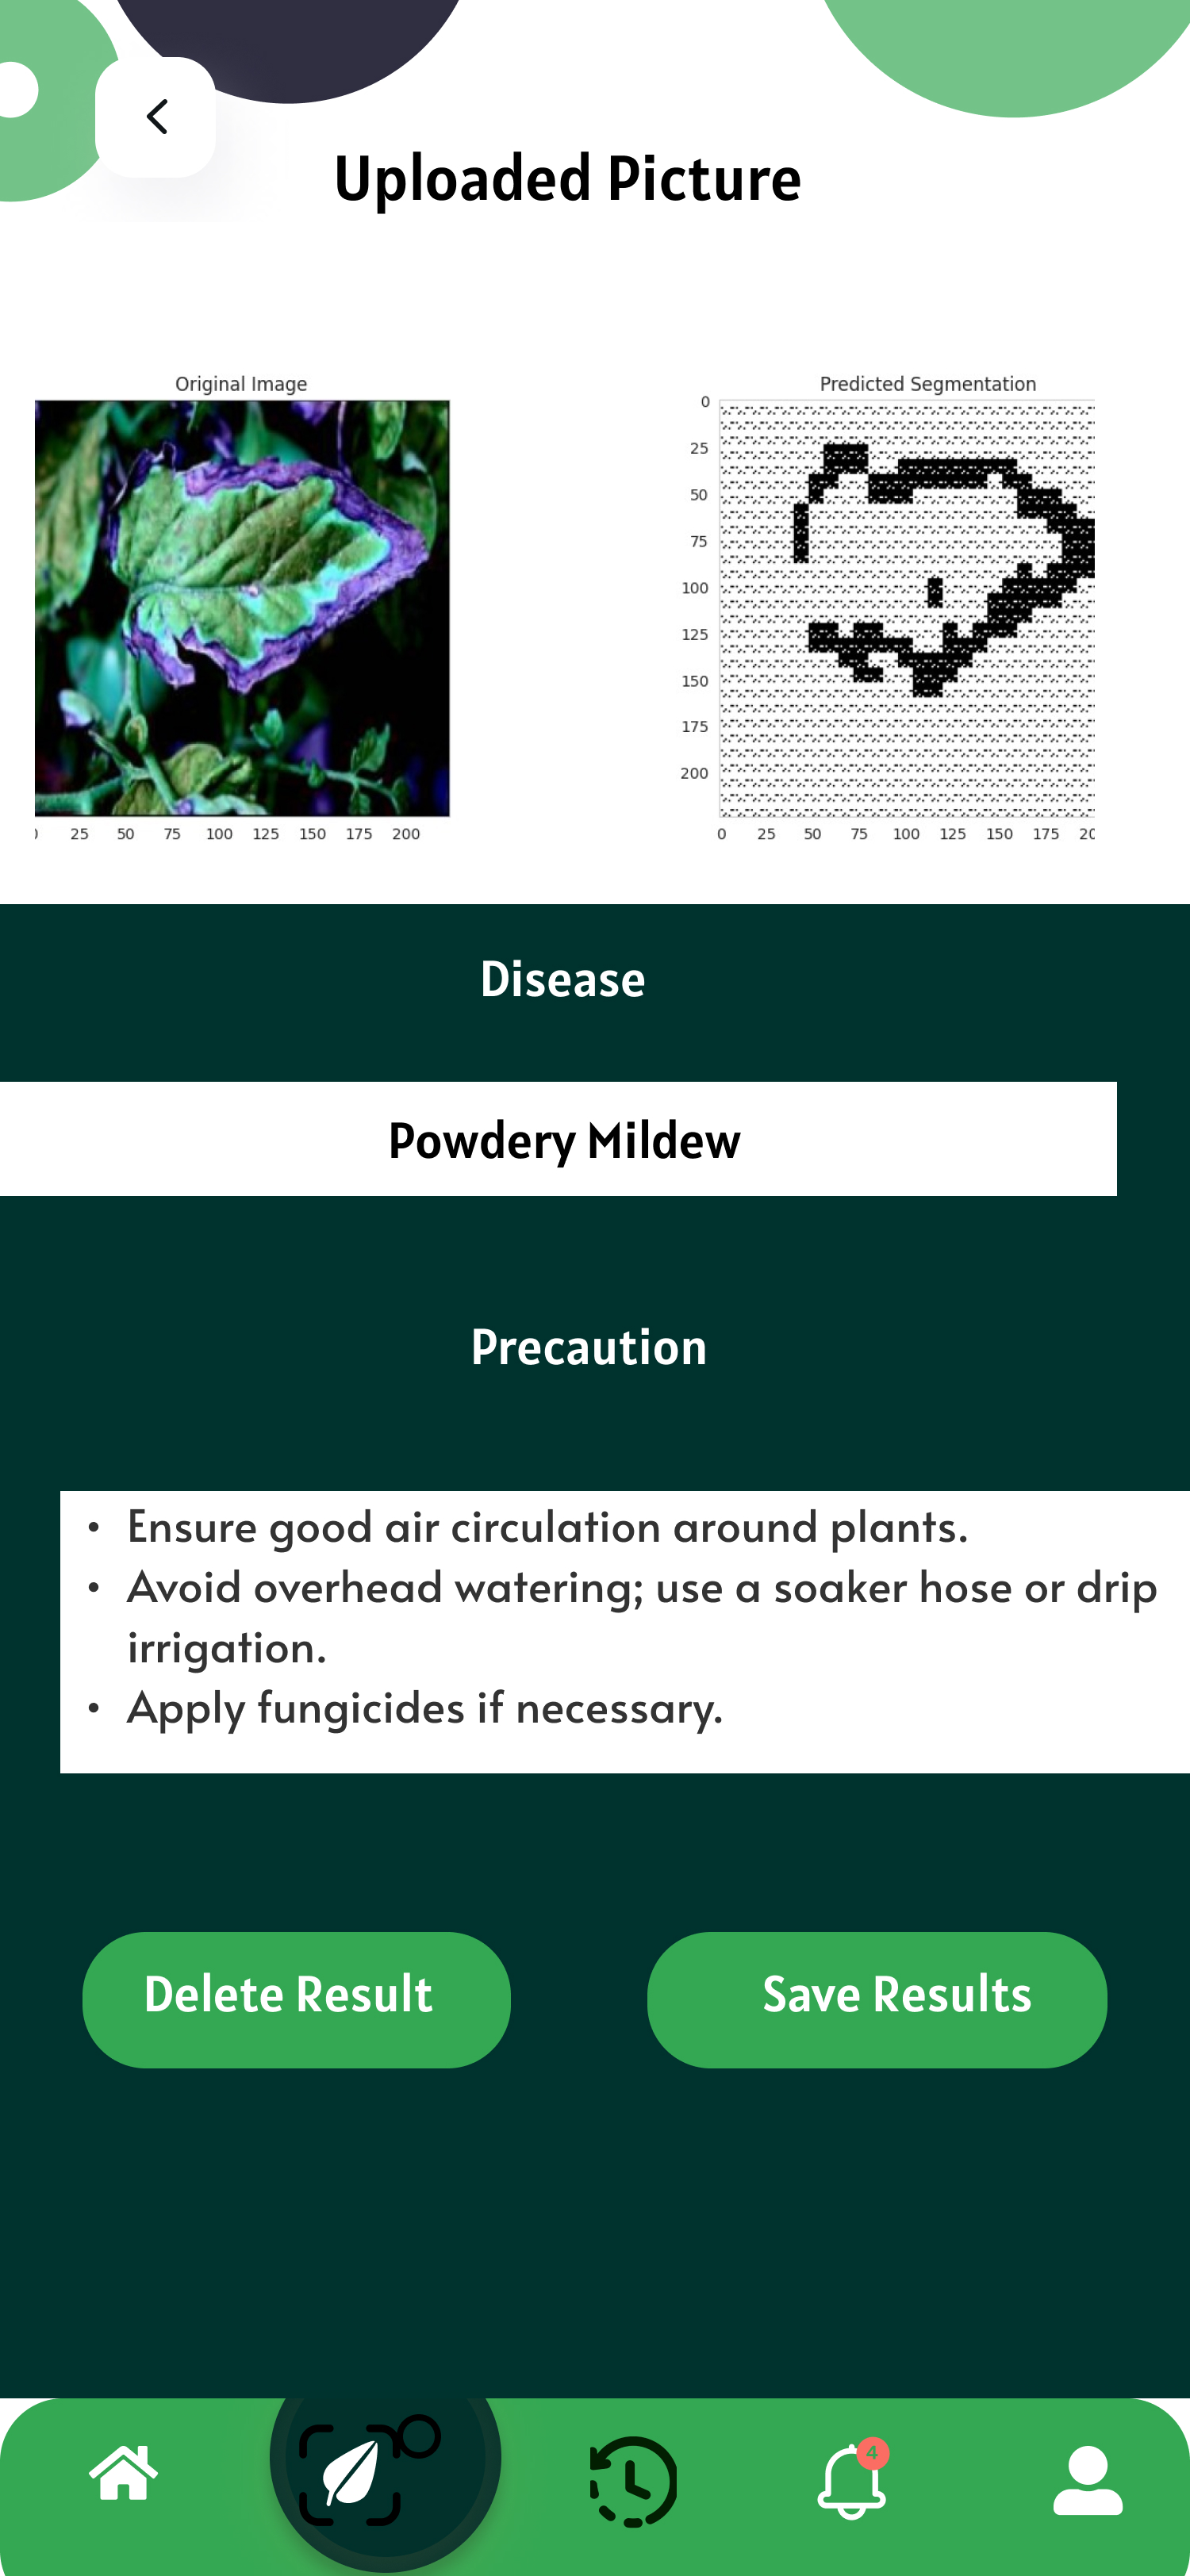 Uploaded Picture
Original Image
Predicted Segmentation
0
25
50
75
100
125
150
175
200
25 50 75 100 125 150 175 200
0 25 50 75 100 125 150 175
Disease
Powdery Mildew
Precaution
• Ensure good air circulation around plants.
• Avoid overhead watering; use a soaker hose or drip
irrigation.
• Apply fungicides if necessary.
Delete Result
Save Results
4